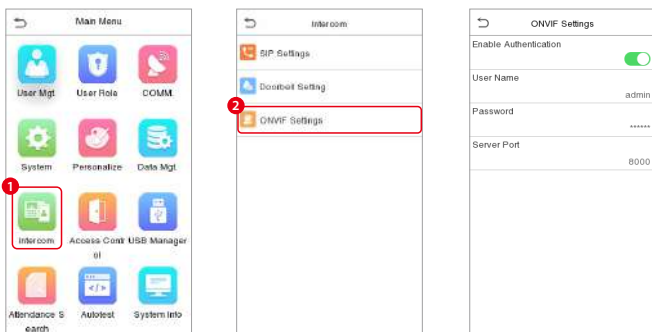 Main Menu
User Mgt
User Role
COMM.
System
Personalize
Data Mgt
1
Intercom
Access Contr
ol
USB Manager
Attendance S
earch
Autotest
System Info
Intercom
SIP Settings
Doorbell Setting
2
ONVIF Settings
ONVIF Settings
Enable Authentication
User Name
admin
Password
******
Server Port
8000